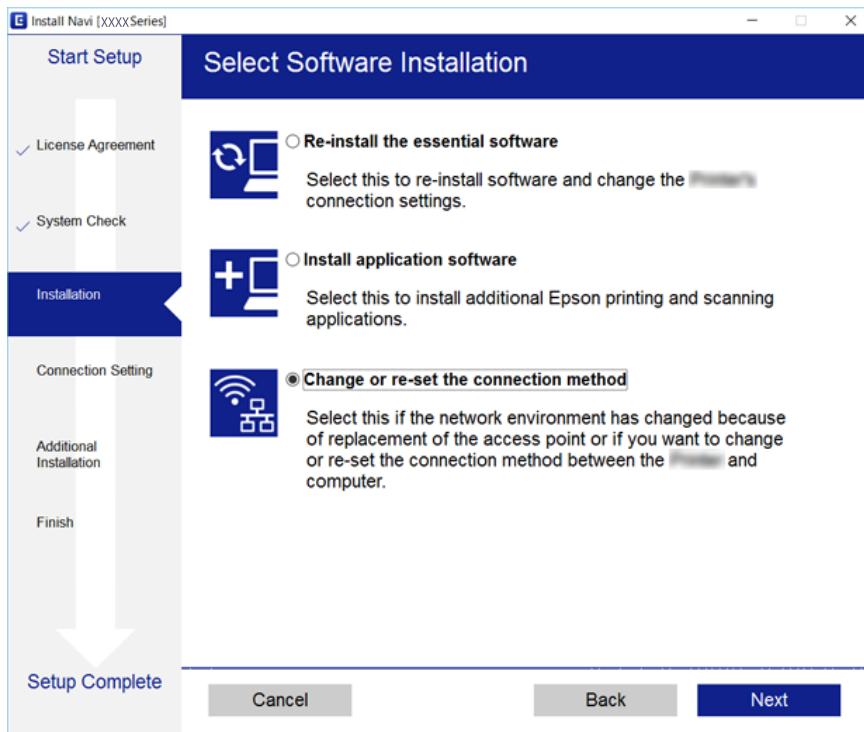 E Install Navi [XXXX Series]
Start Setup
License Agreement
System Check
Installation
Connection Setting
Additional
Installation
Finish
Setup Complete
Select Software Installation
Re-install the essential software
Select this to re-install software and change the
connection settings.
Install application software
Select this to install additional Epson printing and scanning
applications.
Change or re-set the connection method
Select this if the network environment has changed because
of replacement of the access point or if you want to change
or re-set the connection method between the and
computer.
Cancel
Back
Next